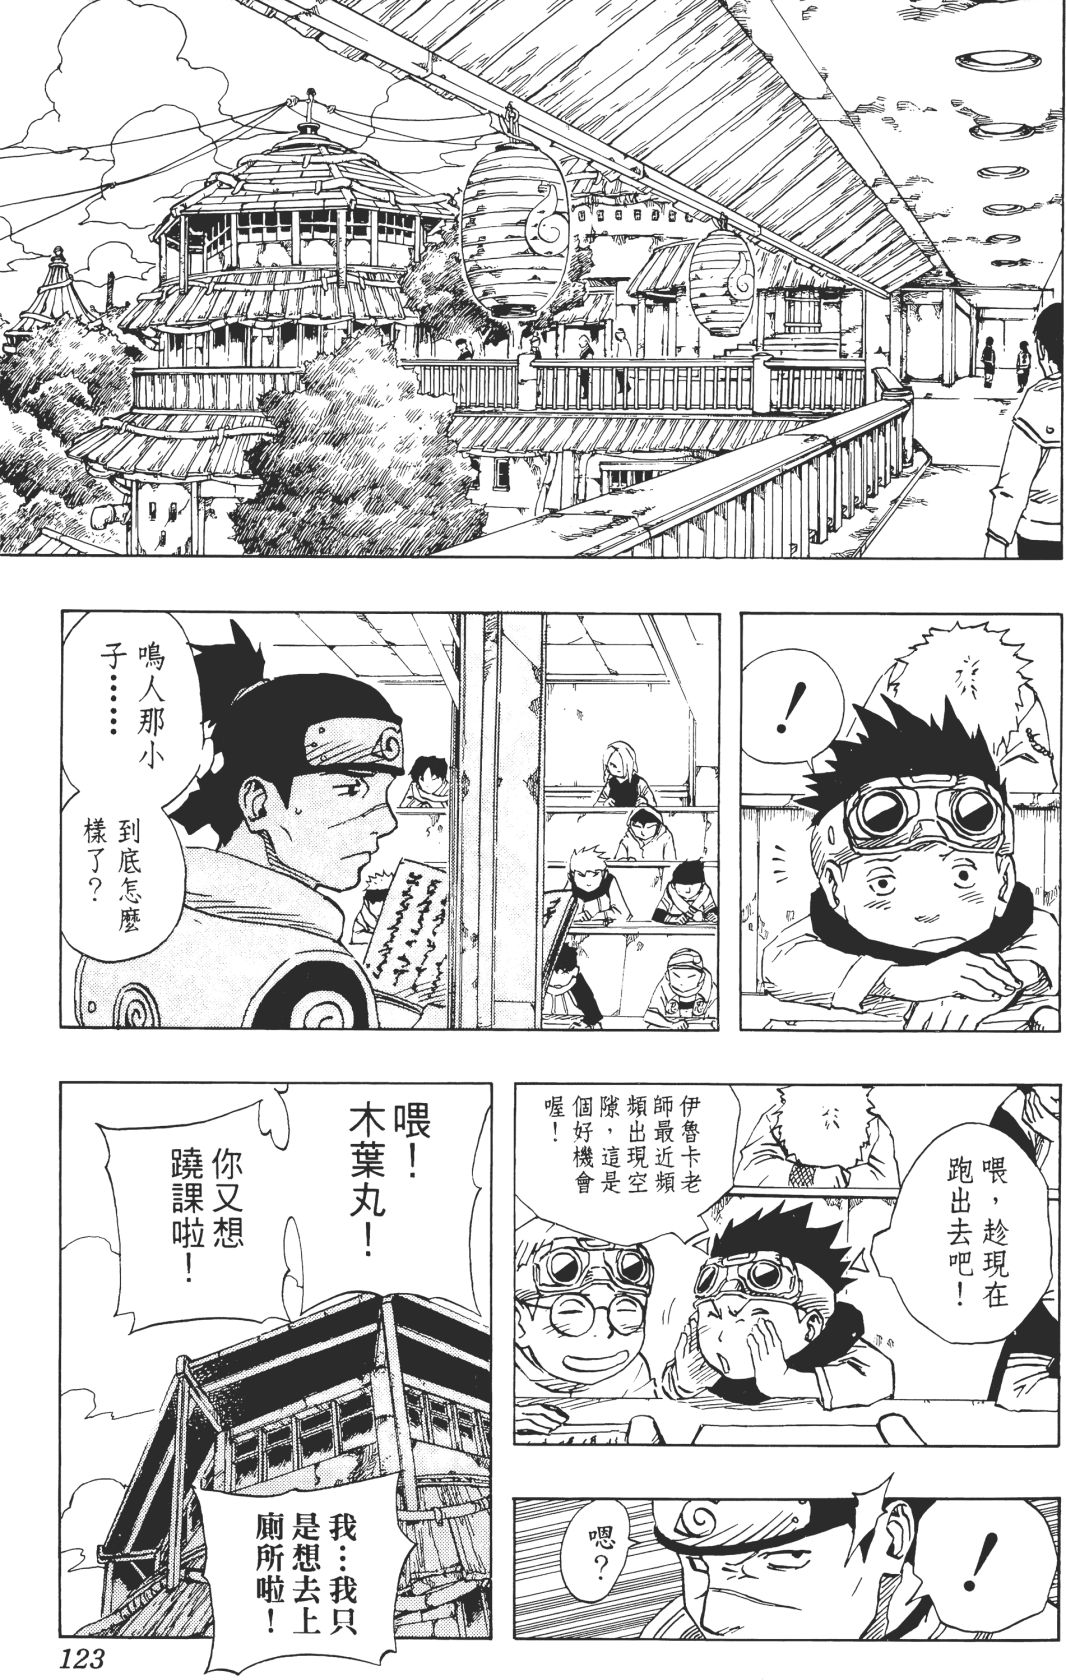 ！
鳴人那小
子……
到底怎麼
樣了？
喂，趁現在
跑出去吧！
伊魯卡老
師最近頻
頻出現空
隙，這是
個好機會
喔！
！
嗯？
喂！
木葉丸！
你又想
蹺課啦！
我…我只
是想去上
廁所啦！
123